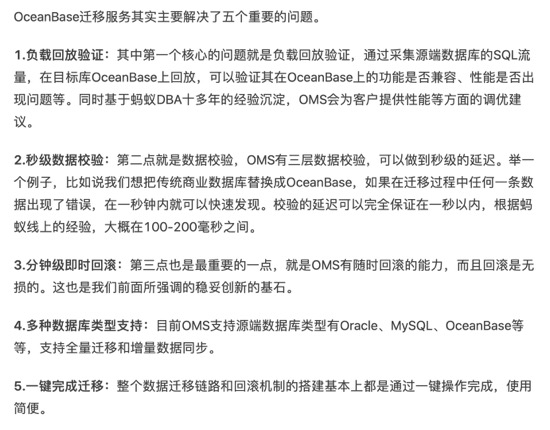 OceanBase迁移服务其实主要解决了五个重要的问题。
1.负载回放验证：其中第一个核心的问题就是负载回放验证，通过采集源端数据库的SQL流
量，在目标库OceanBase上回放，可以验证其在OceanBase上的功能是否兼容、性能是否出
现问题等。同时基于蚂蚁DBA十多年的经验沉淀，OMS会为客户提供性能等方面的调优建
议。
2.秒级数据校验：第二点就是数据校验，OMS有三层数据校验，可以做到秒级的延迟。举一
个例子，比如说我们想把传统商业数据库替换成OceanBase，如果在迁移过程中任何一条数
据出现了错误，在一秒钟内就可以快速发现。校验的延迟可以完全保证在一秒以内，根据蚂
蚁线上的经验，大概在100-200毫秒之间。
3.分钟级即时回滚：第三点也是最重要的一点，就是OMS有随时回滚的能力，而且回滚是无
损的。这也是我们前面所强调的稳妥创新的基石。
4.多种数据库类型支持：目前OMS支持源端数据库类型有Oracle、MySQL、OceanBase等
等，支持全量迁移和增量数据同步。
5.一键完成迁移：整个数据迁移链路和回滚机制的搭建基本上都是通过一键操作完成，使用
简便。